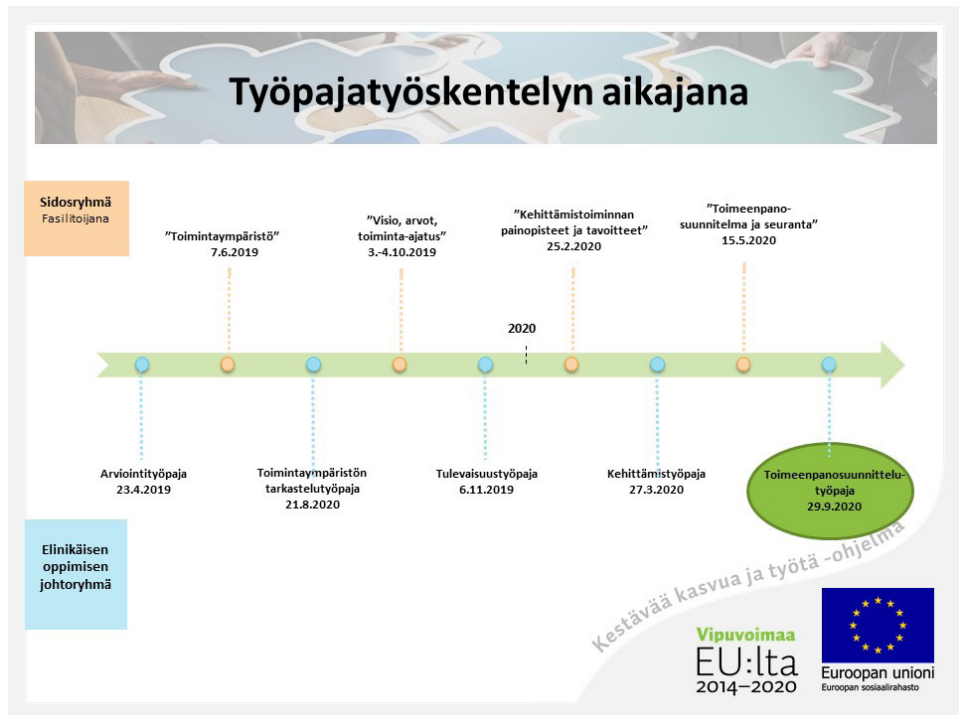 Työpajatyöskentelyn aikajana
Sidosryhmä
Fasilitoijana
"Toimintaympäristö"
7.6.2019
"Visio, arvot,
toiminta-ajatus"
3.-4.10.2019
"Kehittämistoiminnan
painopisteet ja tavoitteet"
25.2.2020
"Toimeenpano-
suunnitelma ja seuranta"
15.5.2020
2020
Arviointityöpaja
23.4.2019
Toimintaympäristön
tarkastelutyöpaja
21.8.2020
Tulevaisuustyöpaja
6.11.2019
Kehittämistyöpaja
27.3.2020
Toimeenpanosuunnittelu-
työpaja
29.9.2020
Elinikäisen
oppimisen
johtoryhmä
Kestävää kasvua ja työtä -ohjelma
Vipuvoimaa
EU:lta
2014–2020
Euroopan unioni
Euroopan sosiaalirahasto